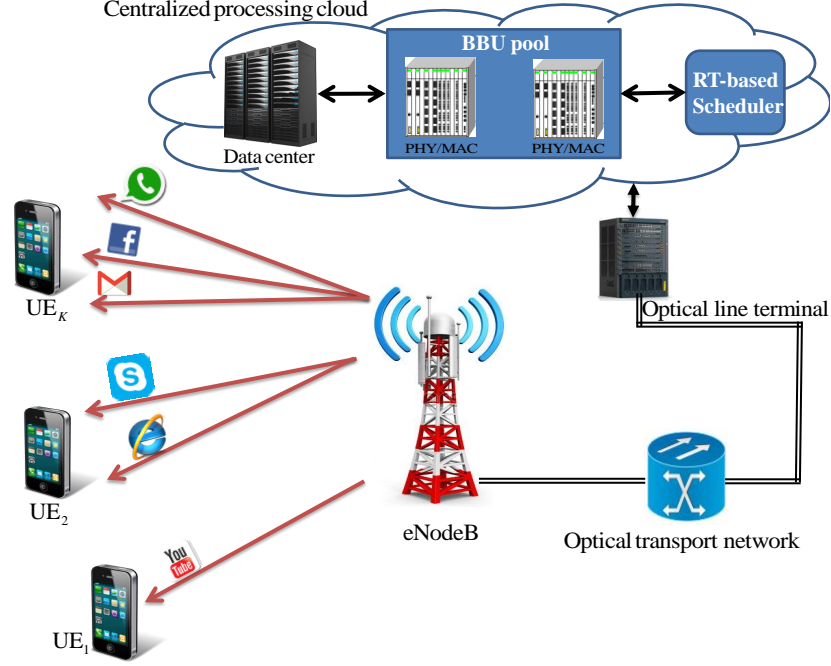 Centralized processing cloud
BBU pool
RT-based
Scheduler
PHY/MAC
PHY/MAC
Data center
Optical line terminal
UE_K
UE_2
eNodeB
Optical transport network
You
Tube
UE_1